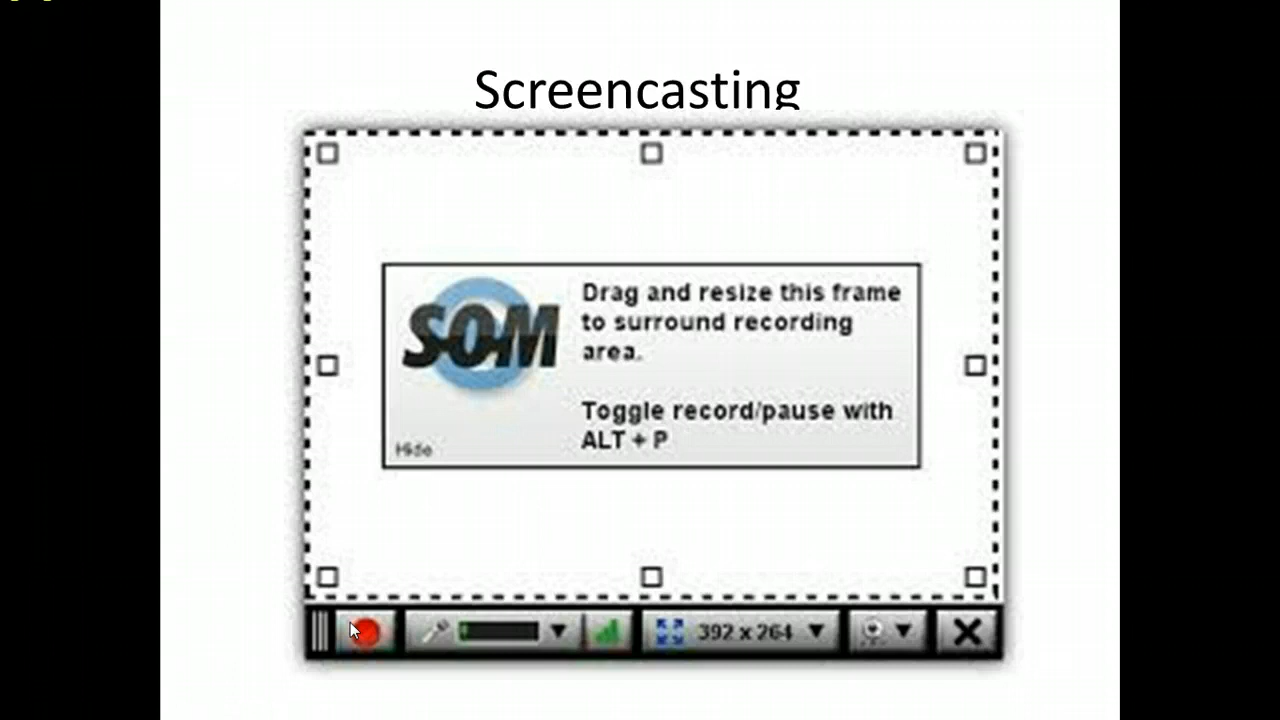 Screencasting
SOM
Drag and resize this frame
to surround recording
area.
Toggle record/pause with
ALT + P
Hide
392 x 264